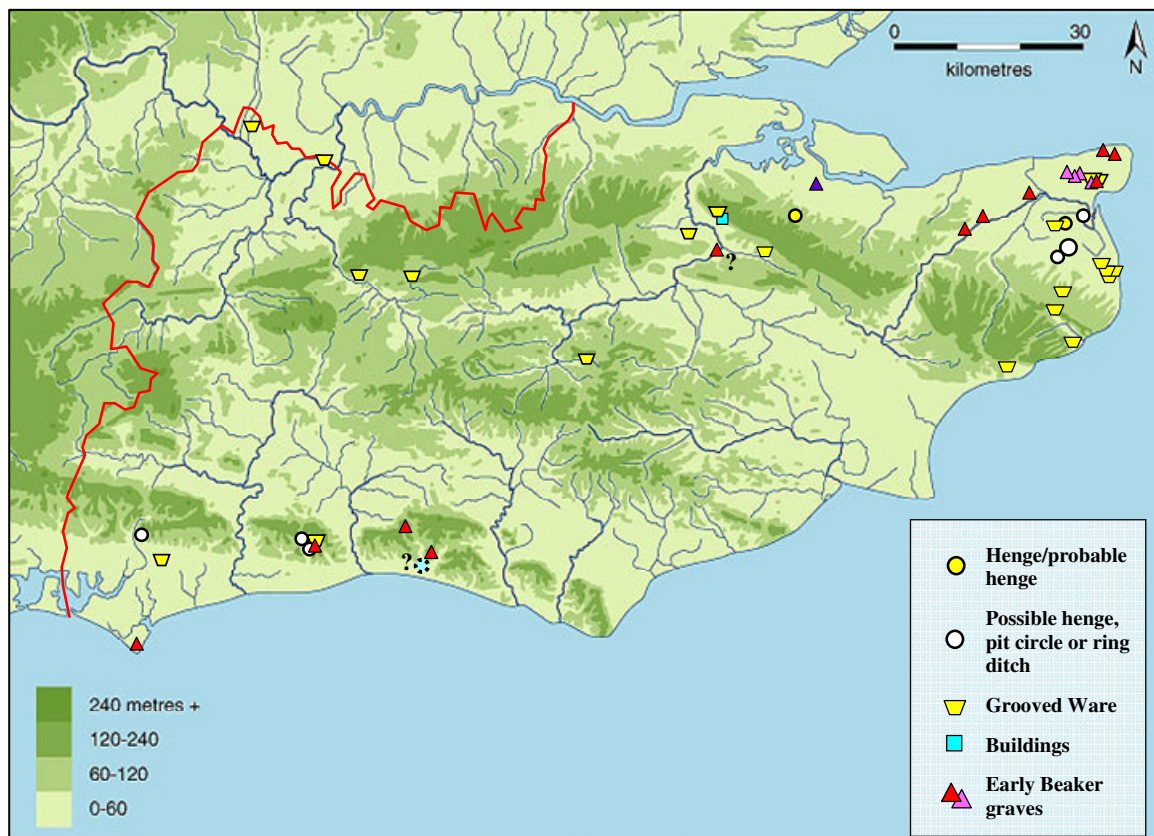 0 30
kilometres
N
?
?
Henge/probable
henge
Possible henge,
pit circle or ring
ditch
Grooved Ware
Buildings
Early Beaker
graves
240 metres +
120-240
60-120
0-60